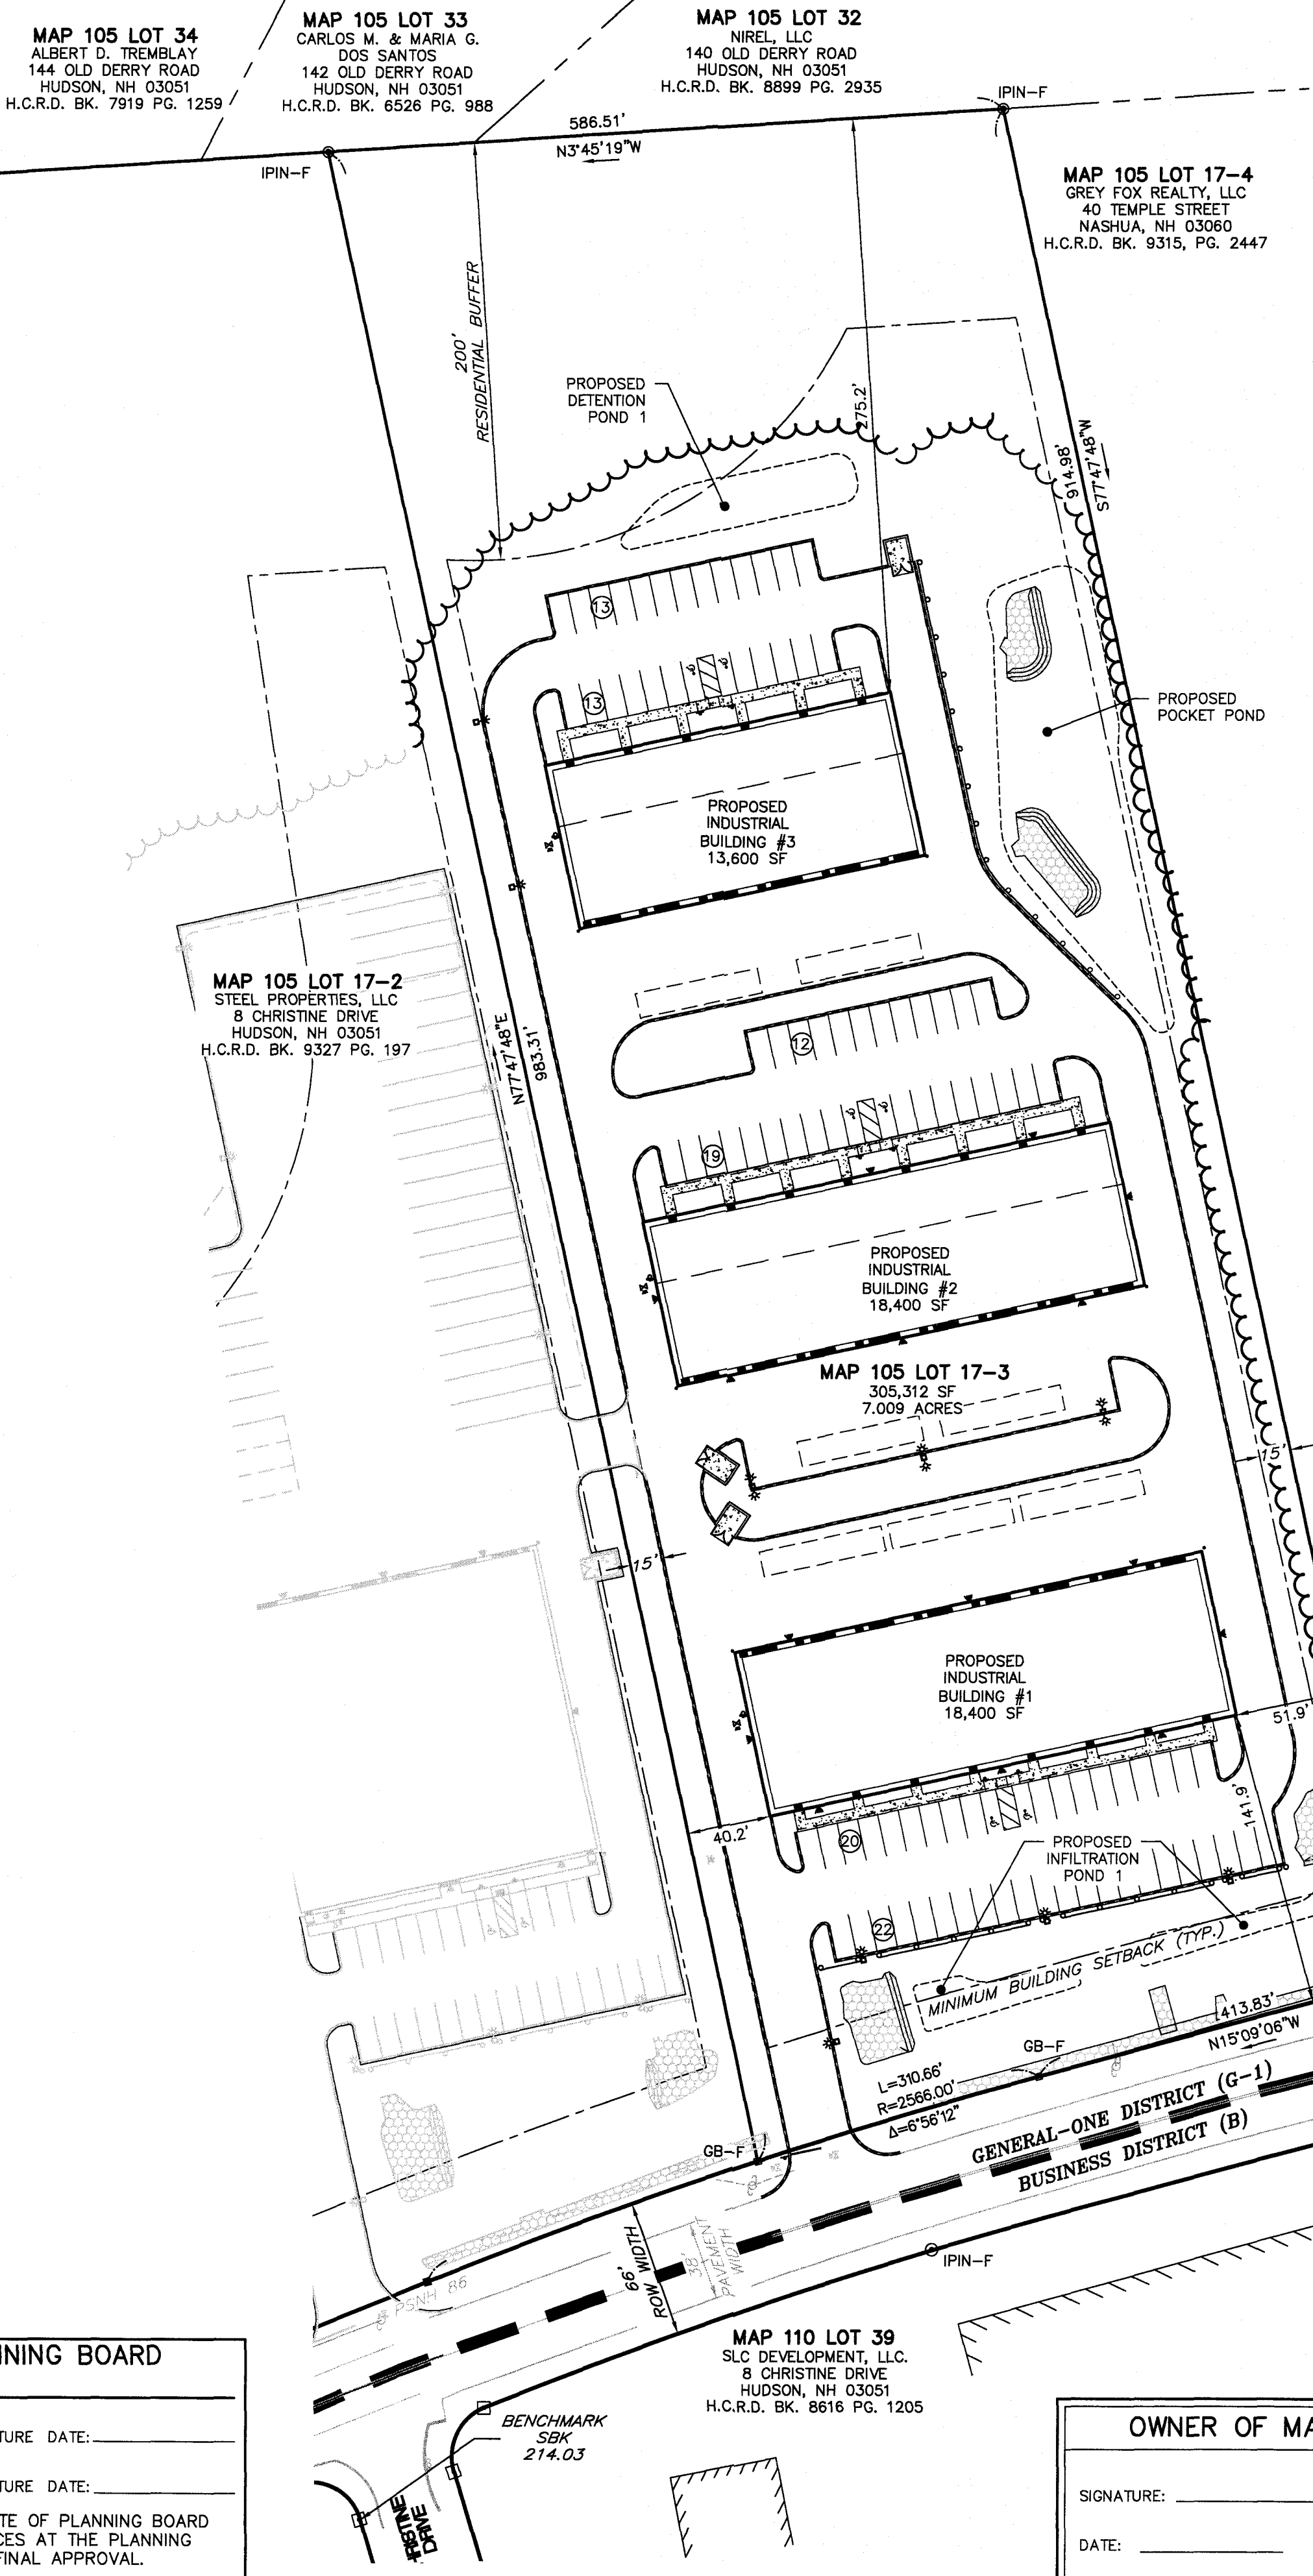 MAP 105 LOT 34
ALBERT D. TREMBLAY
144 OLD DERRY ROAD
HUDSON, NH 03051
H.C.R.D. BK. 7919 PG. 1259
MAP 105 LOT 33
CARLOS M. & MARIA G.
DOS SANTOS
142 OLD DERRY ROAD
HUDSON, NH 03051
H.C.R.D. BK. 6526 PG. 988
MAP 105 LOT 32
NIREL, LLC
140 OLD DERRY ROAD
HUDSON, NH 03051
H.C.R.D. BK. 8899 PG. 2935
IPIN-F
586.51'
N3°45'19"W
IPIN-F
MAP 105 LOT 17-4
GREY FOX REALTY, LLC
40 TEMPLE STREET
NASHUA, NH 03060
H.C.R.D. BK. 9315, PG. 2447
200'
RESIDENTIAL BUFFER
PROPOSED
DETENTION
POND 1
275.2'
914.98'
S77°47'48"W
13
13
PROPOSED
POCKET POND
PROPOSED
INDUSTRIAL
BUILDING #3
13,600 SF
MAP 105 LOT 17-2
STEEL PROPERTIES, LLC
8 CHRISTINE DRIVE
HUDSON, NH 03051
H.C.R.D. BK. 9327 PG. 197
N77°47'48"E
983.31'
12
19
PROPOSED
INDUSTRIAL
BUILDING #2
18,400 SF
MAP 105 LOT 17-3
305,312 SF
7.009 ACRES
15'
15'
PROPOSED
INDUSTRIAL
BUILDING #1
18,400 SF
51.9'
141.9'
40.2'
20
PROPOSED
INFILTRATION
POND 1
22
MINIMUM BUILDING SETBACK (TYP.)
413.83'
N15°09'06"W
GB-F
L=310.66'
R=2566.00'
Δ=6°56'12"
GENERAL-ONE DISTRICT (G-1)
BUSINESS DISTRICT (B)
GB-F
66'
ROW WIDTH
38'
PAVEMENT
WIDTH
IPIN-F
PSNH 86
MAP 110 LOT 39
SLC DEVELOPMENT, LLC.
8 CHRISTINE DRIVE
HUDSON, NH 03051
H.C.R.D. BK. 8616 PG. 1205
BENCHMARK
SBK
214.03
RISTINE
DRIVE
NNING BOARD
TURE DATE:
TURE DATE:
TE OF PLANNING BOARD
CES AT THE PLANNING
FINAL APPROVAL.
OWNER OF MA
SIGNATURE:
DATE: